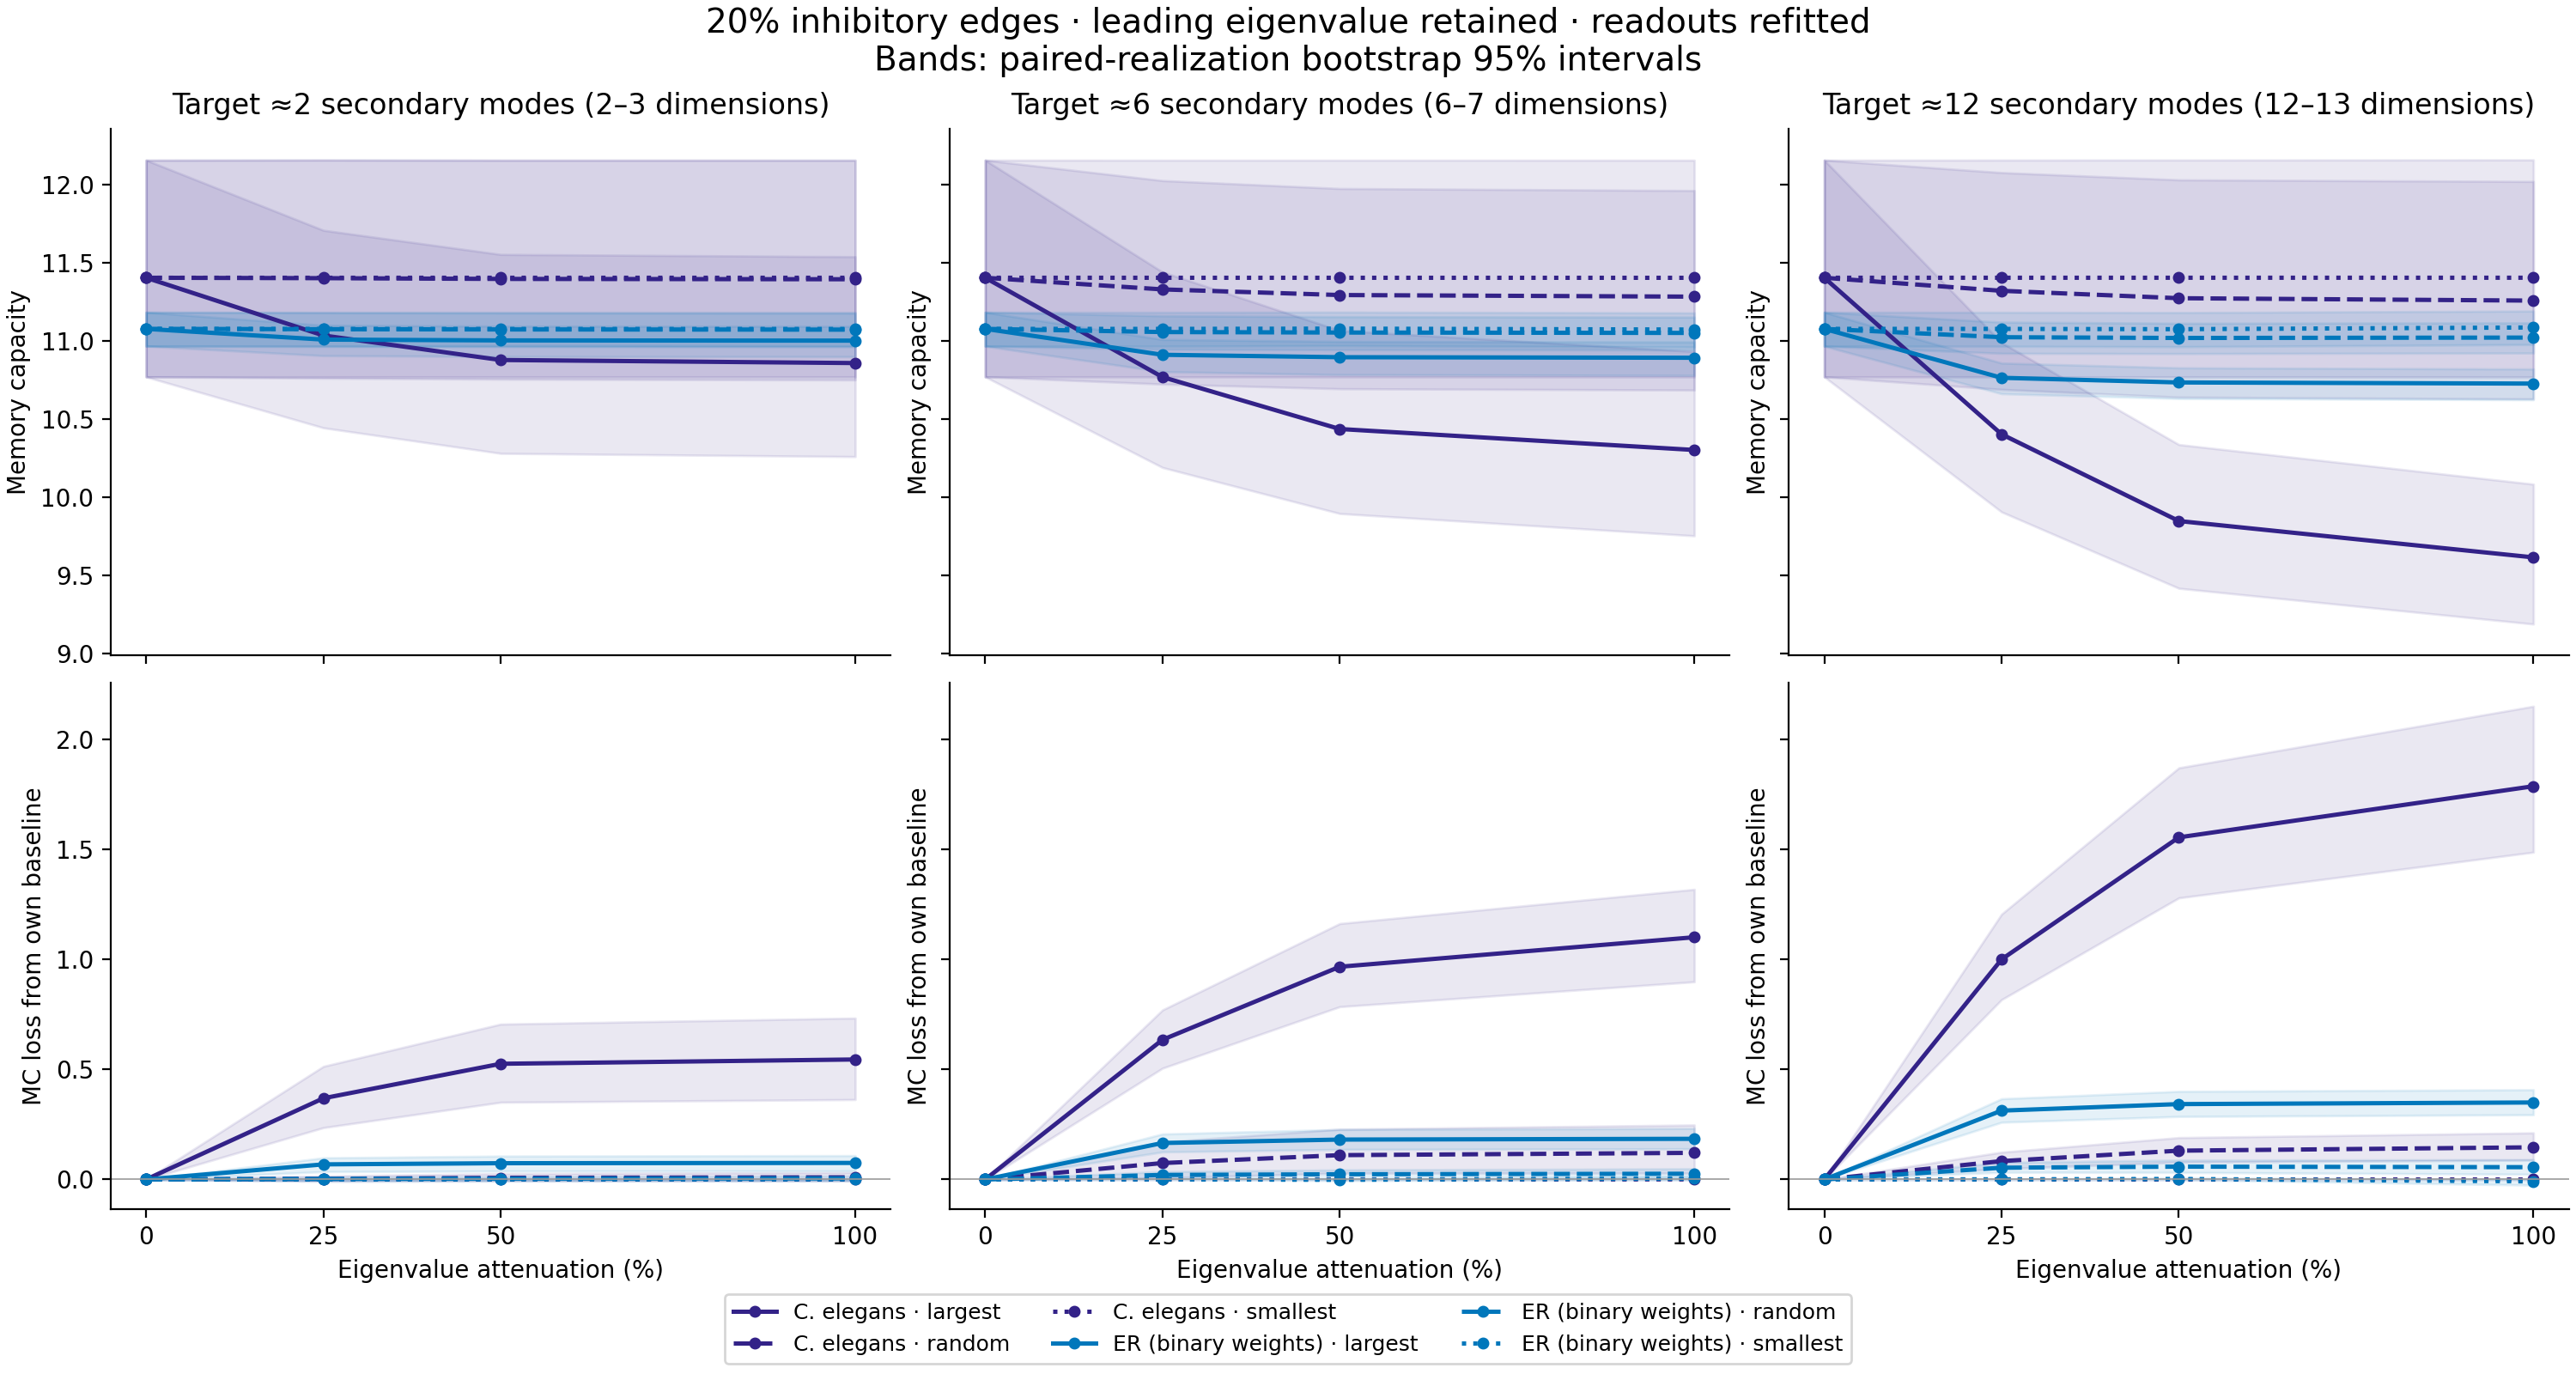 20% inhibitory edges · leading eigenvalue retained · readouts refitted
Bands: paired-realization bootstrap 95% intervals
Target ≈2 secondary modes (2–3 dimensions)
Target ≈6 secondary modes (6–7 dimensions)
Target ≈12 secondary modes (12–13 dimensions)
Memory capacity
12.0
11.5
11.0
10.5
10.0
9.5
9.0
Memory capacity
Memory capacity
MC loss from own baseline
2.0
1.5
1.0
0.5
0.0
MC loss from own baseline
MC loss from own baseline
0 25 50 100
0 25 50 100
0 25 50 100
Eigenvalue attenuation (%)
Eigenvalue attenuation (%)
Eigenvalue attenuation (%)
C. elegans · largest
C. elegans · random
C. elegans · smallest
ER (binary weights) · largest
ER (binary weights) · random
ER (binary weights) · smallest